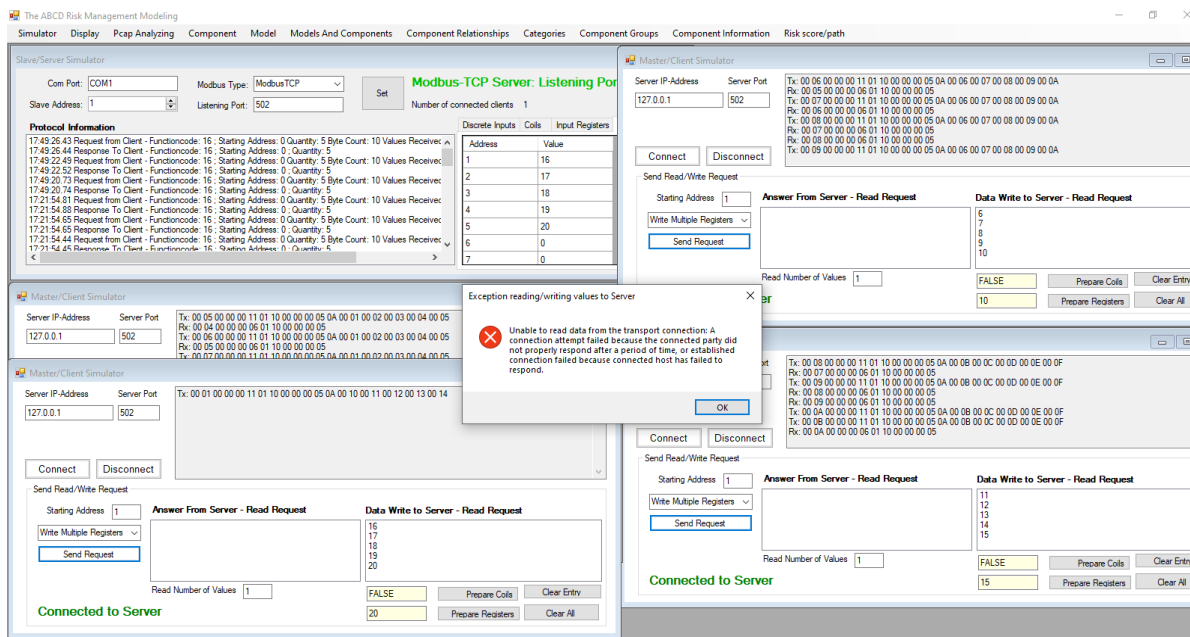 The ABCD Risk Management Modeling
Simulator Display Pcap Analyzing Component Model Models And Components Component Relationships Categories Component Groups Component Information Risk score/path
Slave/Server Simulator
Com Port: COM1 Modbus Type: ModbusTCP Set Modbus-TCP Server: Listening Por
Slave Address: 1 Listening Port: 502 Number of connected clients 1
Protocol Information
17:49:26.43 Request from Client - Functioncode: 16 ; Starting Address: 0 Quantity: 5 Byte Count: 10 Values Received
17:49:26.44 Response To Client - Functioncode: 16 ; Starting Address: 0 ; Quantity: 5
17:49:22.49 Request from Client - Functioncode: 16 ; Starting Address: 0 Quantity: 5 Byte Count: 10 Values Received
17:49:22.52 Response To Client - Functioncode: 16 ; Starting Address: 0 ; Quantity: 5
17:49:20.73 Request from Client - Functioncode: 16 ; Starting Address: 0 Quantity: 5 Byte Count: 10 Values Received
17:49:20.74 Response To Client - Functioncode: 16 ; Starting Address: 0 ; Quantity: 5
17:21:54.81 Request from Client - Functioncode: 16 ; Starting Address: 0 Quantity: 5 Byte Count: 10 Values Received
17:21:54.88 Response To Client - Functioncode: 16 ; Starting Address: 0 ; Quantity: 5
17:21:54.65 Request from Client - Functioncode: 16 ; Starting Address: 0 Quantity: 5 Byte Count: 10 Values Received
17:21:54.65 Response To Client - Functioncode: 16 ; Starting Address: 0 ; Quantity: 5
17:21:54.44 Request from Client - Functioncode: 16 ; Starting Address: 0 Quantity: 5 Byte Count: 10 Values Received
17:21:54.45 Response To Client - Functioncode: 16 ; Starting Address: 0 ; Quantity: 5
Discrete Inputs Coils Input Registers
Address Value
1 16
2 17
3 18
4 19
5 20
6 0
7 0
Master/Client Simulator
Server IP-Address Server Port
127.0.0.1 502
Tx: 00 06 00 00 00 11 01 10 00 00 00 05 0A 00 06 00 07 00 08 00 09 00 0A
Rx: 00 05 00 00 00 06 01 10 00 00 00 05
Tx: 00 07 00 00 00 11 01 10 00 00 00 05 0A 00 06 00 07 00 08 00 09 00 0A
Rx: 00 06 00 00 00 06 01 10 00 00 00 05
Tx: 00 08 00 00 00 11 01 10 00 00 00 05 0A 00 06 00 07 00 08 00 09 00 0A
Rx: 00 07 00 00 00 06 01 10 00 00 00 05
Rx: 00 08 00 00 00 06 01 10 00 00 00 05
Tx: 00 09 00 00 00 11 01 10 00 00 00 05 0A 00 06 00 07 00 08 00 09 00 0A
Connect Disconnect
Send Read/Write Request
Starting Address 1 Answer From Server - Read Request Data Write to Server - Read Request
Write Multiple Registers
Send Request
6
7
8
9
10
Read Number of Values 1 FALSE Prepare Coils Clear Entry
er 10 Prepare Registers Clear All
Master/Client Simulator
Server IP-Address Server Port
127.0.0.1 502
Tx: 00 05 00 00 00 11 01 10 00 00 00 05 0A 00 01 00 02 00 03 00 04 00 05
Rx: 00 04 00 00 00 06 01 10 00 00 00 05
Tx: 00 06 00 00 00 11 01 10 00 00 00 05 0A 00 01 00 02 00 03 00 04 00 05
Rx: 00 05 00 00 00 06 01 10 00 00 00 05
Tx: 00 07 00 00 00 11 01 10 00 00 00 05 0A 00 01 00 02 00 03 00 04 00 05
Exception reading/writing values to Server
Unable to read data from the transport connection: A
connection attempt failed because the connected party did
not properly respond after a period of time, or established
connection failed because connected host has failed to
respond.
OK
Master/Client Simulator
Server IP-Address Server Port
127.0.0.1 502
Tx: 00 01 00 00 00 11 01 10 00 00 00 05 0A 00 10 00 11 00 12 00 13 00 14
Connect Disconnect
Send Read/Write Request
Starting Address 1 Answer From Server - Read Request Data Write to Server - Read Request
Write Multiple Registers
Send Request
16
17
18
19
20
Read Number of Values 1 FALSE Prepare Coils Clear Entry
Connected to Server 20 Prepare Registers Clear All
rt
Tx: 00 08 00 00 00 11 01 10 00 00 00 05 0A 00 0B 00 0C 00 0D 00 0E 00 0F
Rx: 00 07 00 00 00 06 01 10 00 00 00 05
Tx: 00 09 00 00 00 11 01 10 00 00 00 05 0A 00 0B 00 0C 00 0D 00 0E 00 0F
Rx: 00 08 00 00 00 06 01 10 00 00 00 05
Rx: 00 09 00 00 00 06 01 10 00 00 00 05
Tx: 00 0A 00 00 00 11 01 10 00 00 00 05 0A 00 0B 00 0C 00 0D 00 0E 00 0F
Tx: 00 0B 00 00 00 11 01 10 00 00 00 05 0A 00 0B 00 0C 00 0D 00 0E 00 0F
Rx: 00 0A 00 00 00 06 01 10 00 00 00 05
Connect Disconnect
Send Read/Write Request
Starting Address 1 Answer From Server - Read Request Data Write to Server - Read Request
Write Multiple Registers
Send Request
11
12
13
14
15
Read Number of Values 1 FALSE Prepare Coils Clear Entry
Connected to Server 15 Prepare Registers Clear All